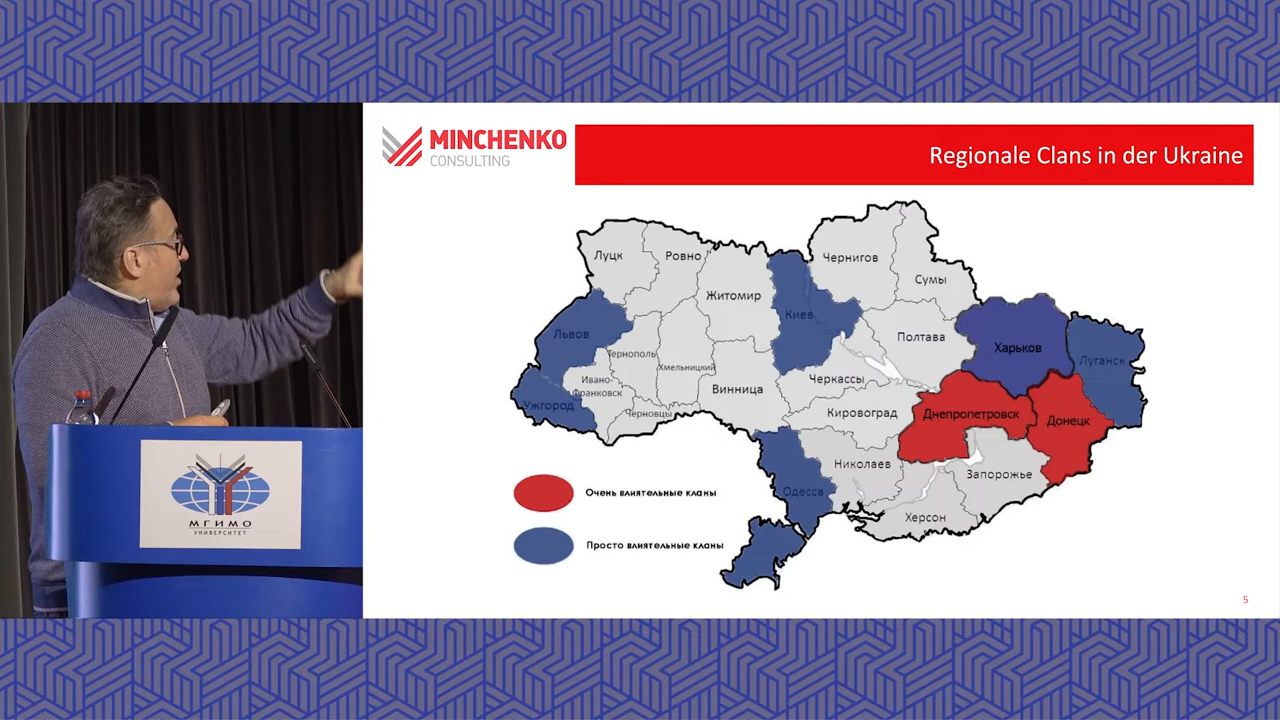 MINCHENKO
CONSULTING
Regionale Clans in der Ukraine
Луцк
Ровно
Житомир
Киев
Чернигов
Сумы
Львов
Тернополь
Хмельницкий
Ивано-
Франковск
Ужгород
Черновцы
Винница
Черкассы
Полтава
Харьков
Луганск
Кировоград
Днепропетровск
Донецк
Николаев
Запорожье
Одесса
Херсон
Очень влиятельные кланы
Просто влиятельные кланы
5
МГИМО
УНИВЕРСИТЕТ